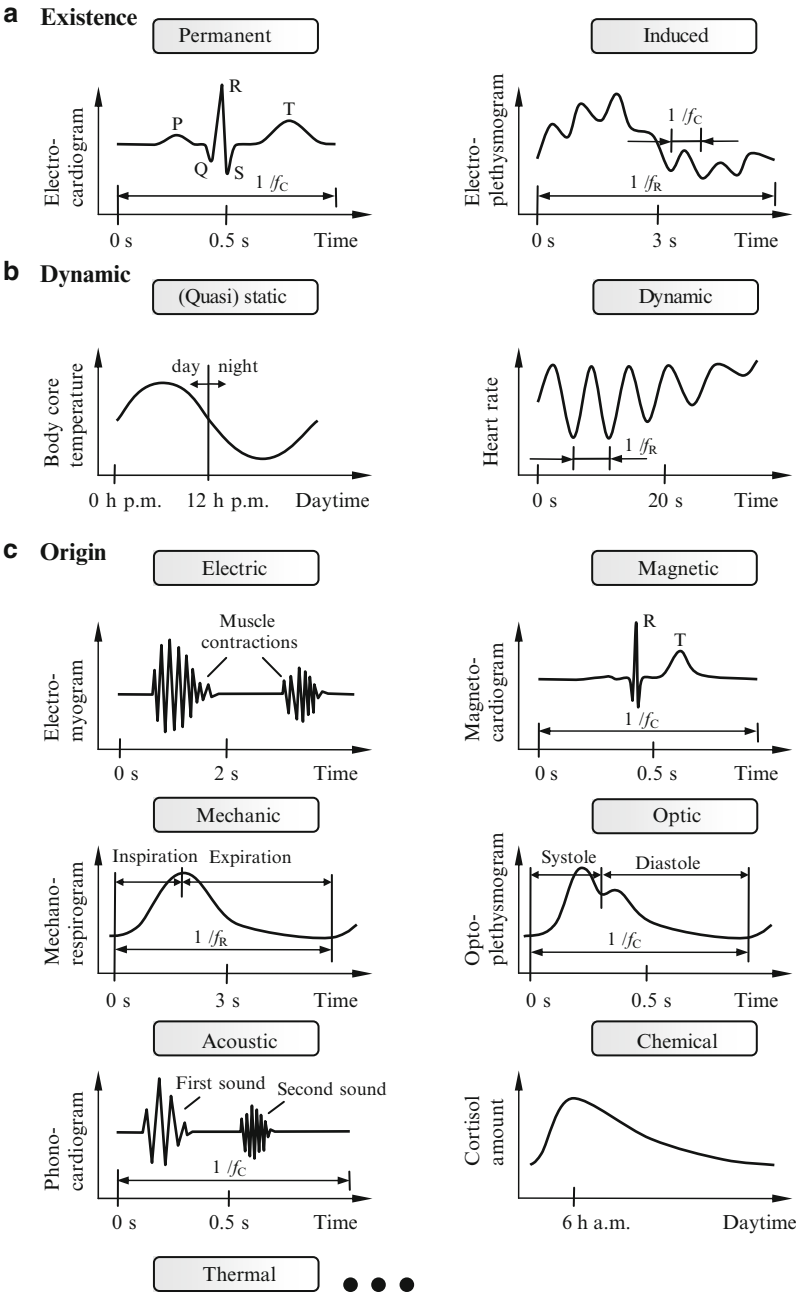 a Existence
Permanent
Induced
Electro-
cardiogram
P
R
T
Q
S
1 /fC
0 s
0.5 s
Time
Electro-
plethysmogram
1 /fC
1 /fR
0 s
3 s
Time
b Dynamic
(Quasi) static
Dynamic
Body core
temperature
day
night
0 h p.m.
12 h p.m.
Daytime
Heart rate
1 /fR
0 s
20 s
Time
c Origin
Electric
Magnetic
Electro-
myogram
Muscle
contractions
0 s
2 s
Time
Magneto-
cardiogram
R
T
1 /fC
0 s
0.5 s
Time
Mechanic
Optic
Mechano-
respirogram
Inspiration
Expiration
1 /fR
0 s
3 s
Time
Opto-
plethysmogram
Systole
Diastole
1 /fC
0 s
0.5 s
Time
Acoustic
Chemical
Phono-
cardiogram
First sound
Second sound
1 /fC
0 s
0.5 s
Time
Cortisol
amount
6 h a.m.
Daytime
Thermal